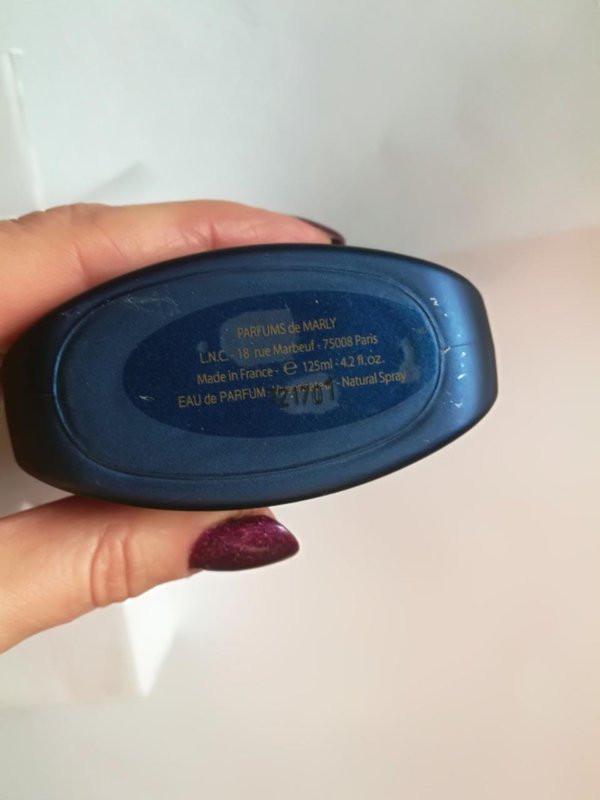 PARFUMS de MARLY
L.N.C. - 18 rue Marbeuf - 75008 Paris
Made in France - ℮ 125ml - 4.2 fl.oz.
EAU de PARFUM - - Natural Spray
21701